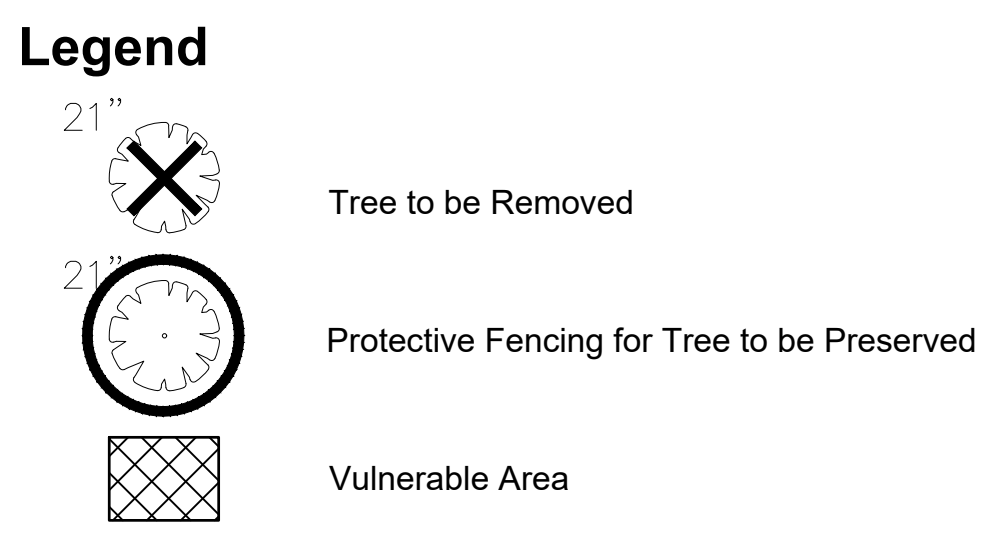 Legend
21”
Tree to be Removed
21”
Protective Fencing for Tree to be Preserved
Vulnerable Area